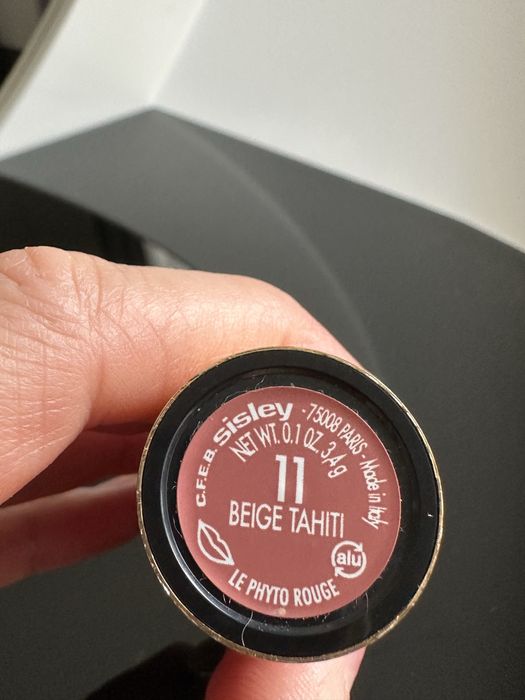 C.F.E.B. sisley - 75008 PARIS - Made in Italy
NET WT. 0.1 OZ. 3,4g
11
BEIGE TAHITI
alu
LE PHYTO ROUGE